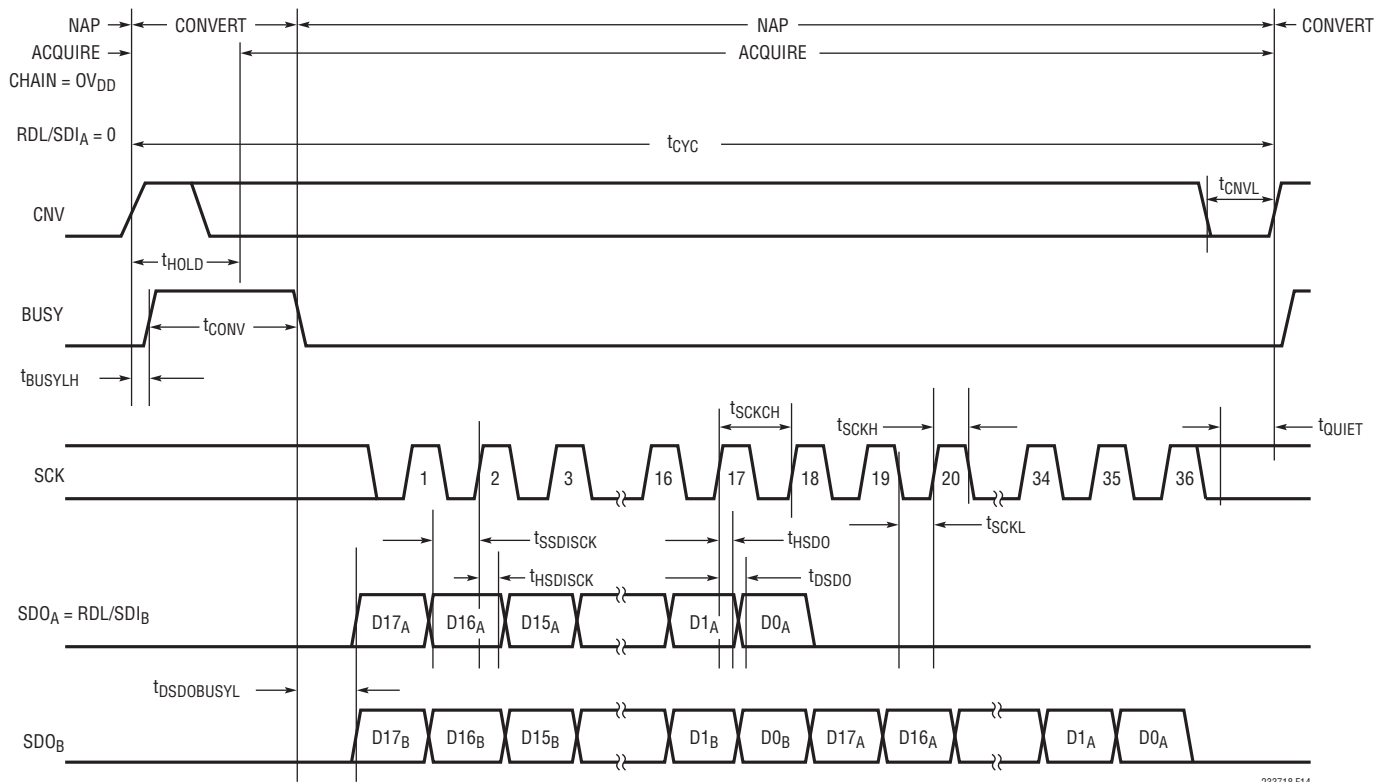 NAP CONVERT NAP CONVERT
ACQUIRE ACQUIRE
CHAIN = OVDD
RDL/SDIA = 0
tCYC
CNV
tCNVL
tHOLD
BUSY
tCONV
tBUSYLH
tSCKCH
tSCKH
tQUIET
SCK
1 2 3 16 17 18 19 20 34 35 36
tSSDISCK
tHSDO
tSCKL
tHSDISCK
tDSDO
SDOA = RDL/SDIB
D17A D16A D15A D1A D0A
tDSDOBUSYL
SDOB
D17B D16B D15B D1B D0B D17A D16A D1A D0A
233718 F14